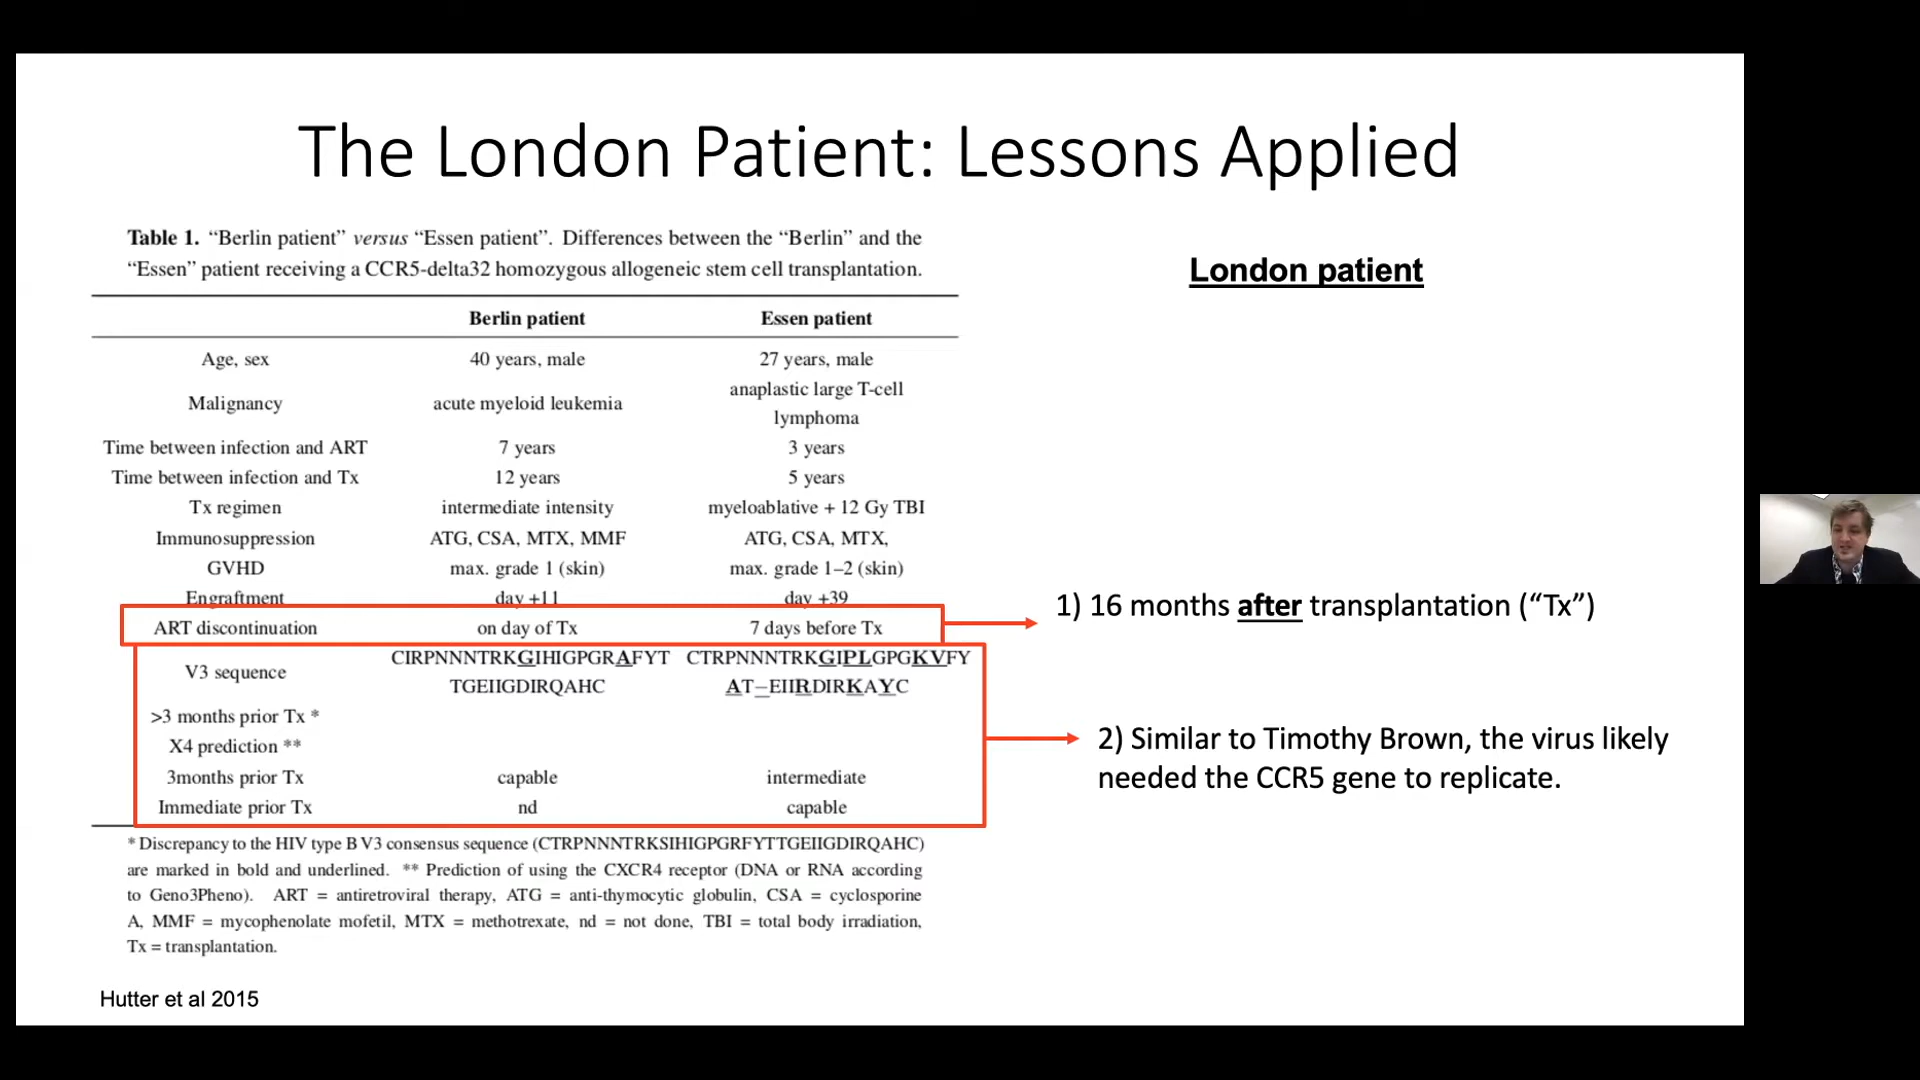 The London Patient: Lessons Applied
Table 1. “Berlin patient” versus “Essen patient”. Differences between the “Berlin” and the
“Essen” patient receiving a CCR5-delta32 homozygous allogeneic stem cell transplantation.
Berlin patient Essen patient
Age, sex 40 years, male 27 years, male
Malignancy acute myeloid leukemia anaplastic large T-cell
lymphoma
Time between infection and ART 7 years 3 years
Time between infection and Tx 12 years 5 years
Tx regimen intermediate intensity myeloablative + 12 Gy TBI
Immunosuppression ATG, CSA, MTX, MMF ATG, CSA, MTX,
GVHD max. grade 1 (skin) max. grade 1–2 (skin)
Engraftment day +11 day +39
ART discontinuation on day of Tx 7 days before Tx
V3 sequence CIRPNNNTRKGIHIGPGRAFYT CTRPNNNTRKGIPLGPGKVFY
TGEIIGDIRQAHC AT–EIIRDIRKAYC
>3 months prior Tx *
X4 prediction **
3months prior Tx capable intermediate
Immediate prior Tx nd capable
* Discrepancy to the HIV type B V3 consensus sequence (CTRPNNNTRKSIHIGPGRFYTTGEIIGDIRQAHC)
are marked in bold and underlined. ** Prediction of using the CXCR4 receptor (DNA or RNA according
to Geno3Pheno). ART = antiretroviral therapy, ATG = anti-thymocytic globulin, CSA = cyclosporine
A, MMF = mycophenolate mofetil, MTX = methotrexate, nd = not done, TBI = total body irradiation,
Tx = transplantation.
Hutter et al 2015
London patient
1) 16 months after transplantation (“Tx”)
2) Similar to Timothy Brown, the virus likely
needed the CCR5 gene to replicate.